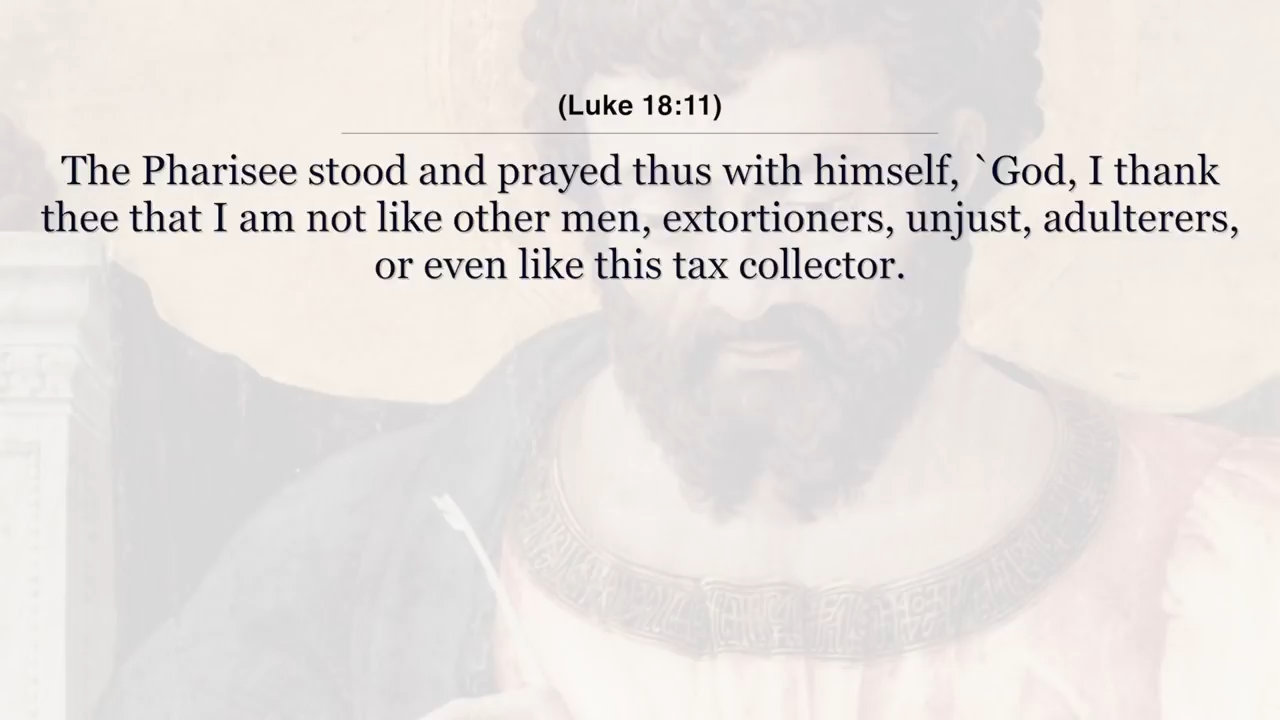 (Luke 18:11)
The Pharisee stood and prayed thus with himself, `God, I thank
thee that I am not like other men, extortioners, unjust, adulterers,
or even like this tax collector.